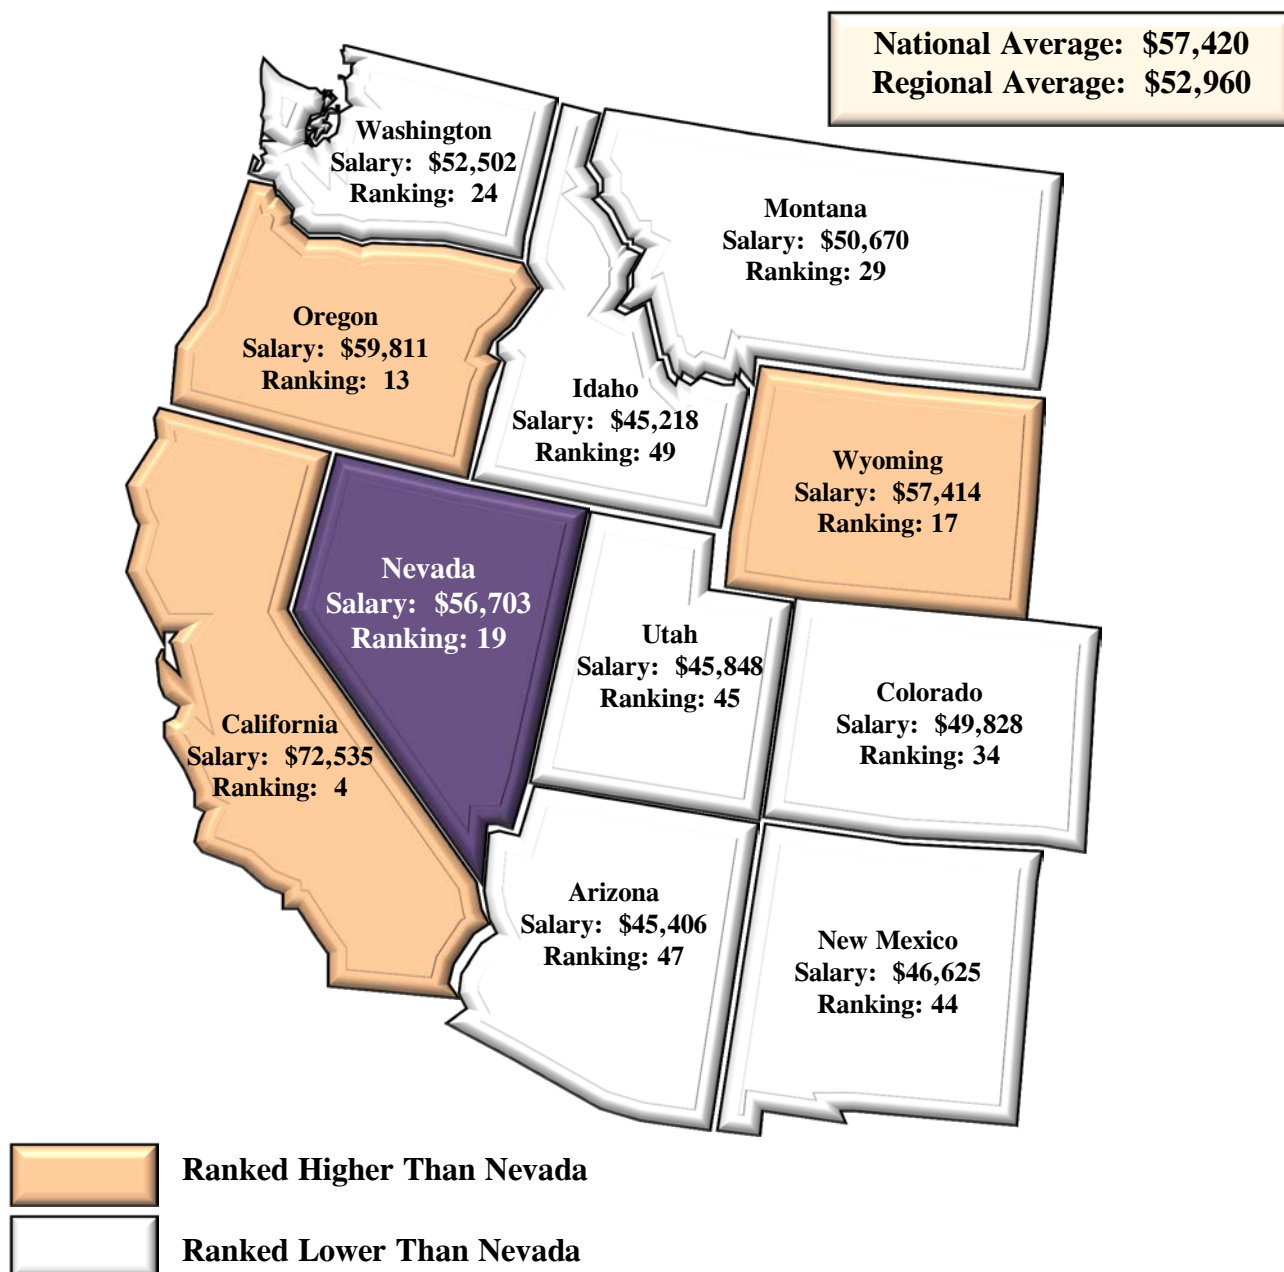 National Average: $57,420
Regional Average: $52,960
Washington
Salary: $52,502
Ranking: 24
Montana
Salary: $50,670
Ranking: 29
Oregon
Salary: $59,811
Ranking: 13
Idaho
Salary: $45,218
Ranking: 49
Wyoming
Salary: $57,414
Ranking: 17
Nevada
Salary: $56,703
Ranking: 19
Utah
Salary: $45,848
Ranking: 45
Colorado
Salary: $49,828
Ranking: 34
California
Salary: $72,535
Ranking: 4
Arizona
Salary: $45,406
Ranking: 47
New Mexico
Salary: $46,625
Ranking: 44
Ranked Higher Than Nevada
Ranked Lower Than Nevada